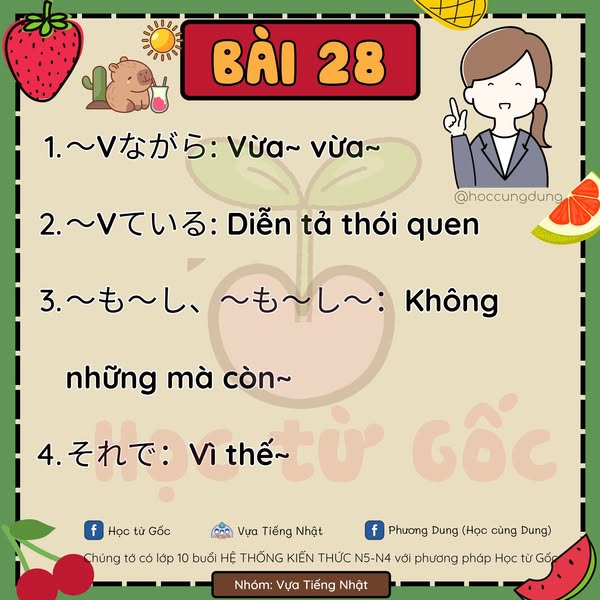 BÀI 28
@hoccungdung
1. ～Vながら: Vừa~ vừa~
2. ～Vている: Diễn tả thói quen
3. ～も～し、～も～し～： Không
những mà còn~
4. それで： Vì thế~
Học từ Gốc
Học từ Gốc
Vựa Tiếng Nhật
Phương Dung (Học cùng Dung)
Chúng tớ có lớp 10 buổi HỆ THỐNG KIẾN THỨC N5-N4 với phương pháp Học từ Gốc
Nhóm: Vựa Tiếng Nhật